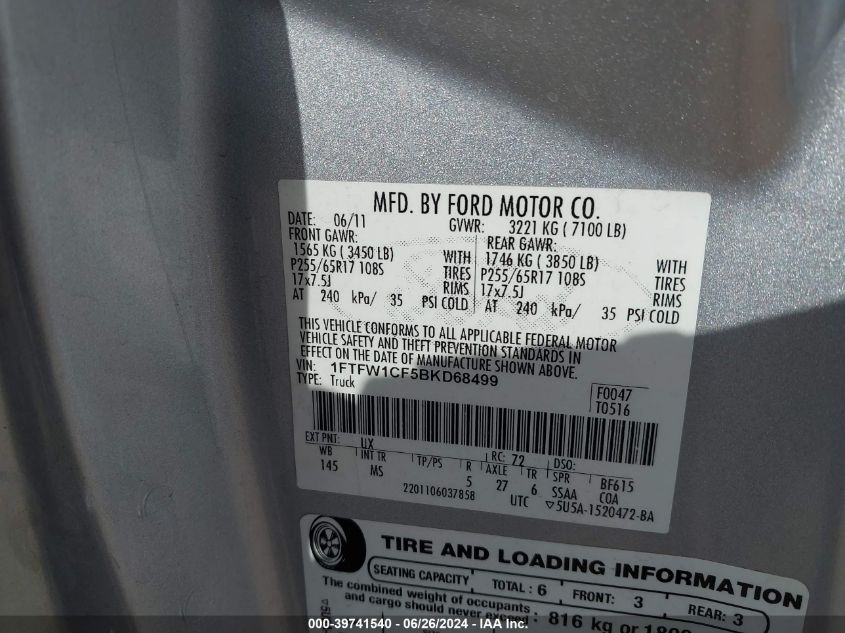 MFD. BY FORD MOTOR CO.
DATE: 06/11 GVWR: 3221 KG ( 7100 LB)
FRONT GAWR: REAR GAWR:
1565 KG ( 3450 LB) WITH 1746 KG ( 3850 LB) WITH
P255/65R17 108S TIRES P255/65R17 108S TIRES
17x7.5J RIMS 17x7.5J RIMS
AT 240 kPa/ 35 PSI COLD AT 240 kPa/ 35 PSI COLD
THIS VEHICLE CONFORMS TO ALL APPLICABLE FEDERAL MOTOR
VEHICLE SAFETY AND THEFT PREVENTION STANDARDS IN
EFFECT ON THE DATE OF MANUFACTURE SHOWN ABOVE.
VIN: 1FTFW1CF5BKD68499 F0047
TYPE: Truck T0516
EXT PNT: UX RC: 72 DSO:
WB INT TR TP/PS R AXLE TR SPR BF615
145 MS 5 27 6 SSAA COA
2201106037858 UTC ▽5U5A-1520472-BA
TIRE AND LOADING INFORMATION
SEATING CAPACITY TOTAL : 6 FRONT: 3 REAR: 3
The combined weight of occupants
and cargo should never exceed : 816 kg or
000-39741540 - 06/26/2024 - IAA Inc.